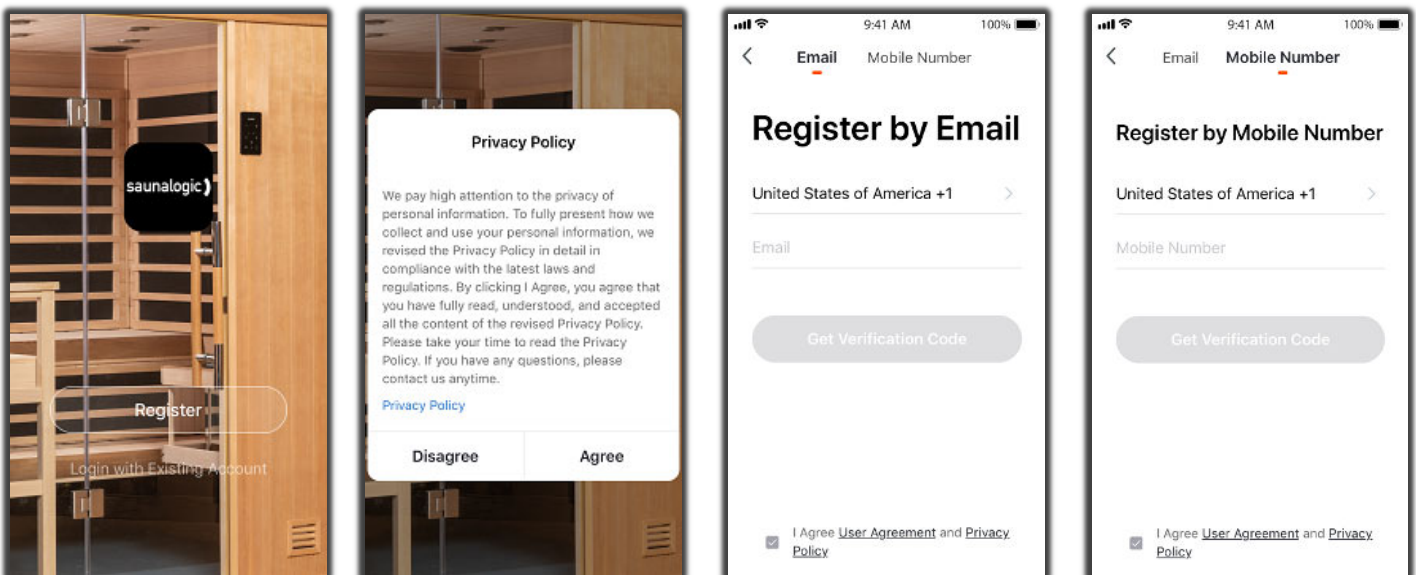 saunalogic
Register
Login with Existing Account
Privacy Policy
We pay high attention to the privacy of
personal information. To fully present how we
collect and use your personal information, we
revised the Privacy Policy in detail in
compliance with the latest laws and
regulations. By clicking I Agree, you agree that
you have fully read, understood, and accepted
all the content of the revised Privacy Policy.
Please take your time to read the Privacy
Policy. If you have any questions, please
contact us anytime.
Privacy Policy
Disagree Agree
9:41 AM 100%
Email Mobile Number
Register by Email
United States of America +1
Email
Get Verification Code
I Agree User Agreement and Privacy
Policy
9:41 AM 100%
Email Mobile Number
Register by Mobile Number
United States of America +1
Mobile Number
Get Verification Code
I Agree User Agreement and Privacy
Policy